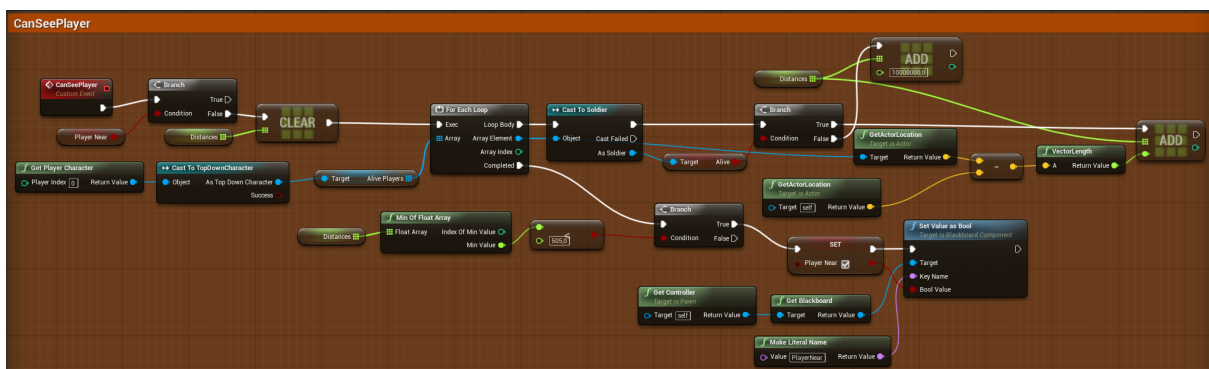 CanSeePlayer
CanSeePlayer
Custom Event
Branch
Condition
True
False
Player Near
Distances
CLEAR
Get Player Character
Player Index 0 Return Value
Cast To TopDownCharacter
Object As Top Down Character
Success
Target Alive Players
For Each Loop
Exec Loop Body
Array Array Element
Array Index
Completed
Cast To Soldier
Object Cast Failed
As Soldier
Target Alive
Branch
Condition
True
False
Distances
ADD
10000000,0
GetActorLocation
Target is Actor
Target Return Value
GetActorLocation
Target is Actor
Target self Return Value
-
VectorLength
A Return Value
ADD
Distances
Min Of Float Array
Float Array Index Of Min Value
Min Value
≤
505,0
Branch
Condition
True
False
SET
Player Near
Set Value as Bool
Target is Blackboard Component
Target
Key Name
Bool Value
Get Controller
Target is Pawn
Target self Return Value
Get Blackboard
Target Return Value
Make Literal Name
Value PlayerNear Return Value